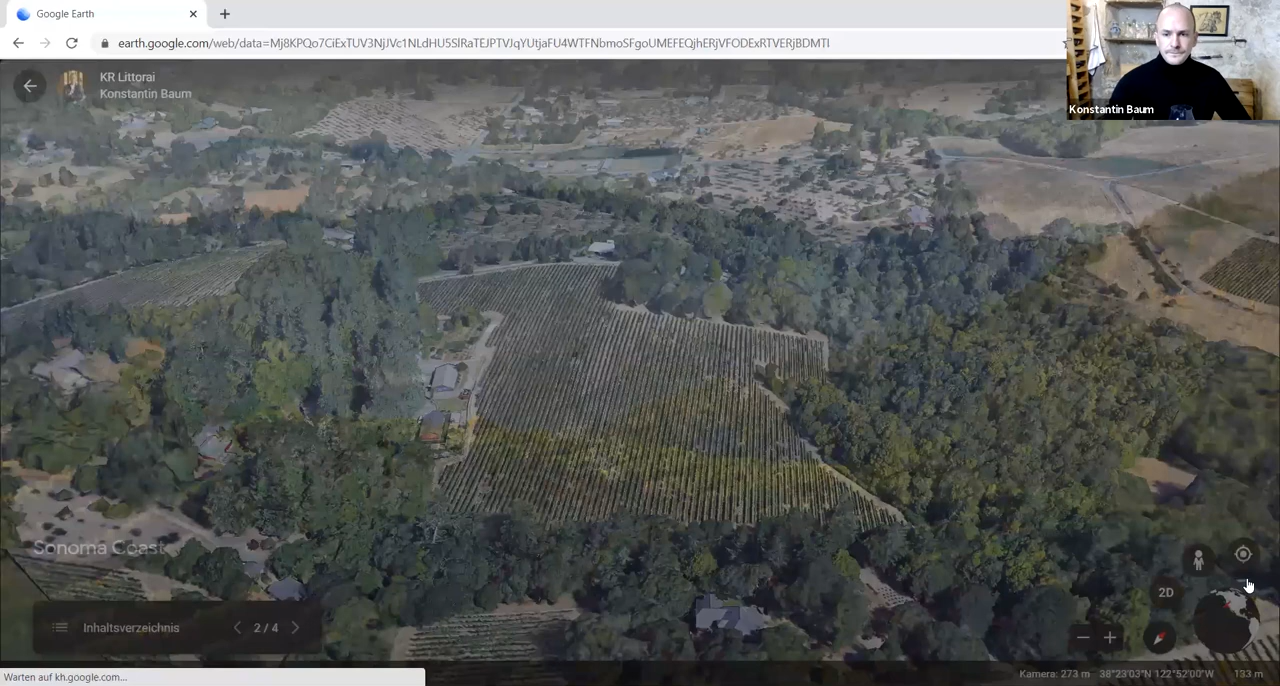 Google Earth
earth.google.com/web/data=Mj8KPQo7CiExTUV3NjJVc1NLdHU5SlRaTEJPTVJqYUtjaFU4WTFNbmoSFgoUMEFEQjhERjVFODExRTVERjBDMTI
KR Littorai
Konstantin Baum
Konstantin Baum
Sonoma Coast
2D
Inhaltsverzeichnis
2 / 4
Warten auf kh.google.com...
Kamera: 273 m 38°23'03"N 122°52'00"W 133 m